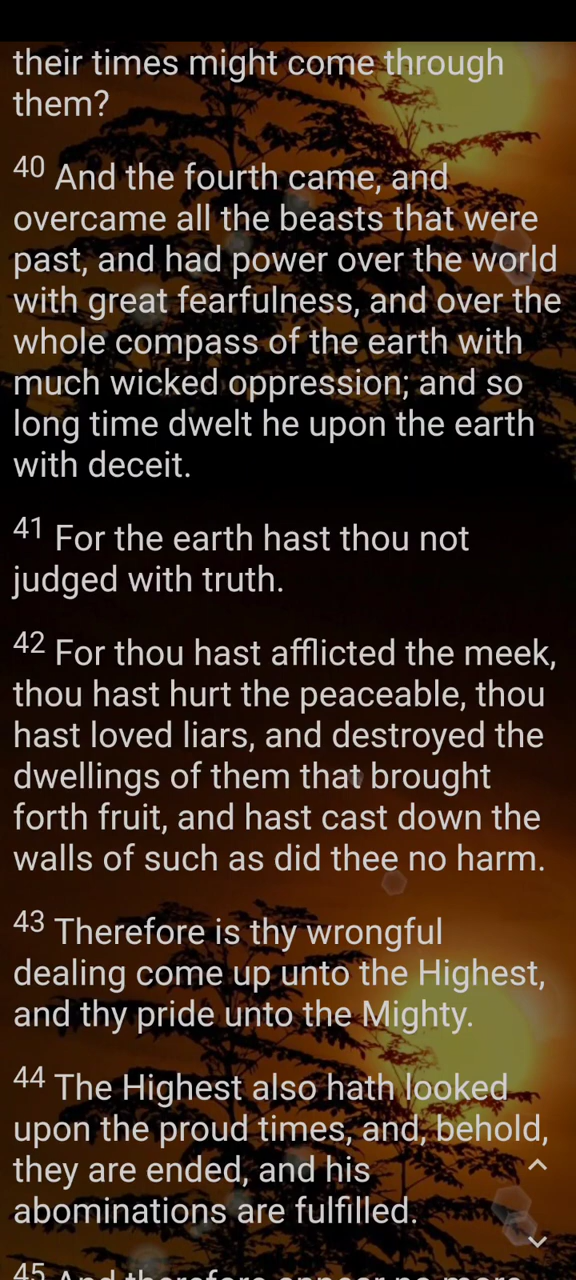 their times might come through
them?
40 And the fourth came, and
overcame all the beasts that were
past, and had power over the world
with great fearfulness, and over the
whole compass of the earth with
much wicked oppression; and so
long time dwelt he upon the earth
with deceit.
41 For the earth hast thou not
judged with truth.
42 For thou hast afflicted the meek,
thou hast hurt the peaceable, thou
hast loved liars, and destroyed the
dwellings of them that brought
forth fruit, and hast cast down the
walls of such as did thee no harm.
43 Therefore is thy wrongful
dealing come up unto the Highest,
and thy pride unto the Mighty.
44 The Highest also hath looked
upon the proud times, and, behold,
they are ended, and his
abominations are fulfilled.
45 And therefore appear no more